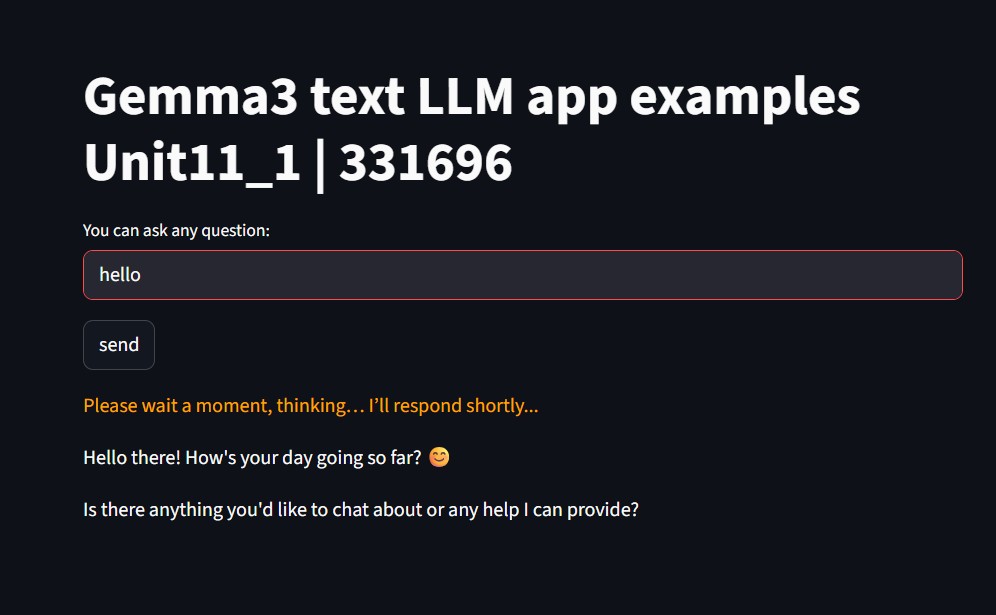 Gemma3 text LLM app examples
Unit11_1 | 331696
You can ask any question:
hello
send
Please wait a moment, thinking… I’ll respond shortly...
Hello there! How's your day going so far? 😊
Is there anything you'd like to chat about or any help I can provide?